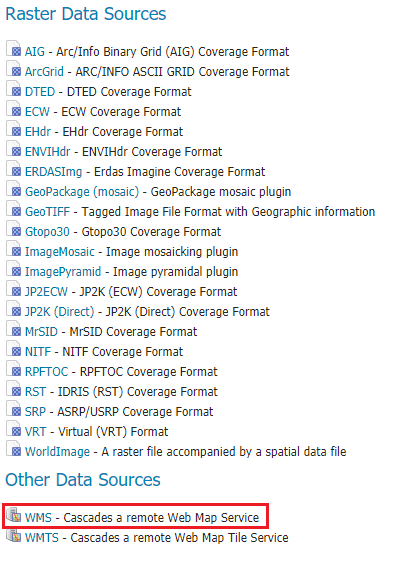 Raster Data Sources
AIG - Arc/Info Binary Grid (AIG) Coverage Format
ArcGrid - ARC/INFO ASCII GRID Coverage Format
DTED - DTED Coverage Format
ECW - ECW Coverage Format
EHdr - EHdr Coverage Format
ENVIHdr - ENVIHdr Coverage Format
ERDASImg - Erdas Imagine Coverage Format
GeoPackage (mosaic) - GeoPackage mosaic plugin
GeoTIFF - Tagged Image File Format with Geographic information
Gtopo30 - Gtopo30 Coverage Format
ImageMosaic - Image mosaicking plugin
ImagePyramid - Image pyramidal plugin
JP2ECW - JP2K (ECW) Coverage Format
JP2K (Direct) - JP2K (Direct) Coverage Format
MrSID - MrSID Coverage Format
NITF - NITF Coverage Format
RPFTOC - RPFTOC Coverage Format
RST - IDRIS (RST) Coverage Format
SRP - ASRP/USRP Coverage Format
VRT - Virtual (VRT) Format
WorldImage - A raster file accompanied by a spatial data file
Other Data Sources
WMS - Cascades a remote Web Map Service
WMTS - Cascades a remote Web Map Tile Service